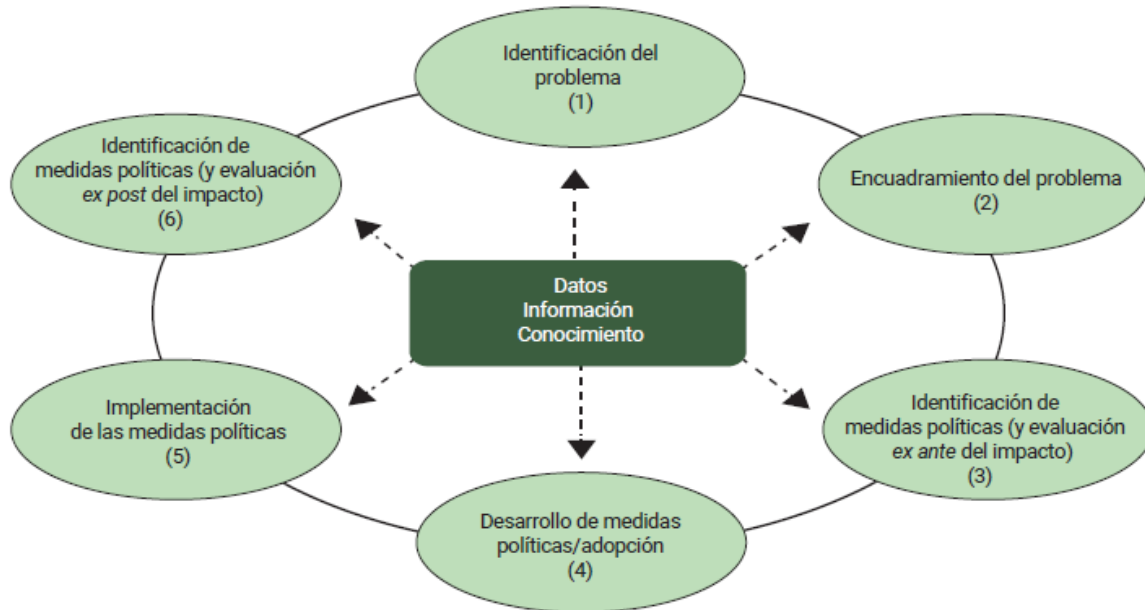 Identificación del
problema
(1)
Encuadramiento del problema
(2)
Identificación de
medidas políticas (y evaluación
ex ante del impacto)
(3)
Desarrollo de medidas
políticas/adopción
(4)
Implementación
de las medidas políticas
(5)
Identificación de
medidas políticas (y evaluación
ex post del impacto)
(6)
Datos
Información
Conocimiento